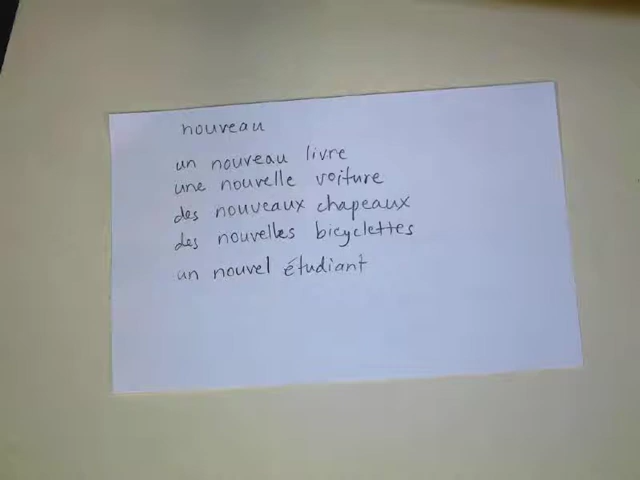 nouveau
un nouveau livre
une nouvelle voiture
des nouveaux chapeaux
des nouvelles bicyclettes
un nouvel étudiant